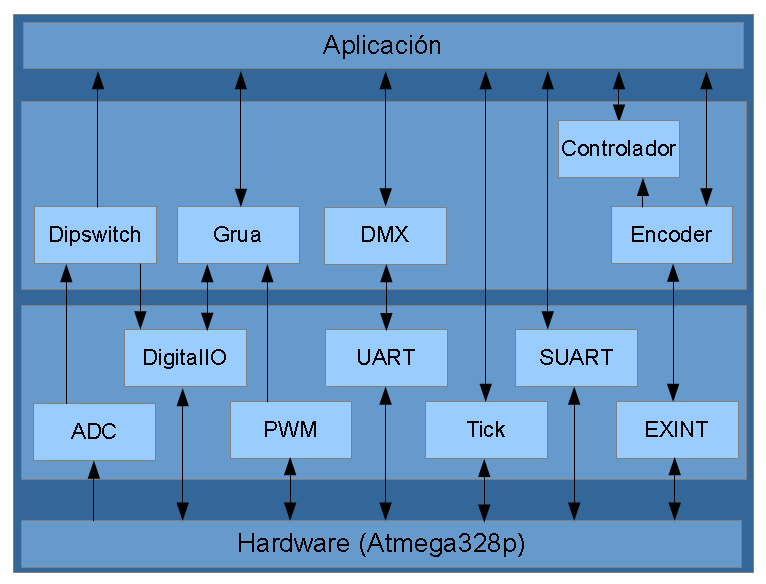 Aplicación
Controlador
Dipswitch
Grua
DMX
Encoder
DigitalIO
UART
SUART
ADC
PWM
Tick
EXINT
Hardware (Atmega328p)